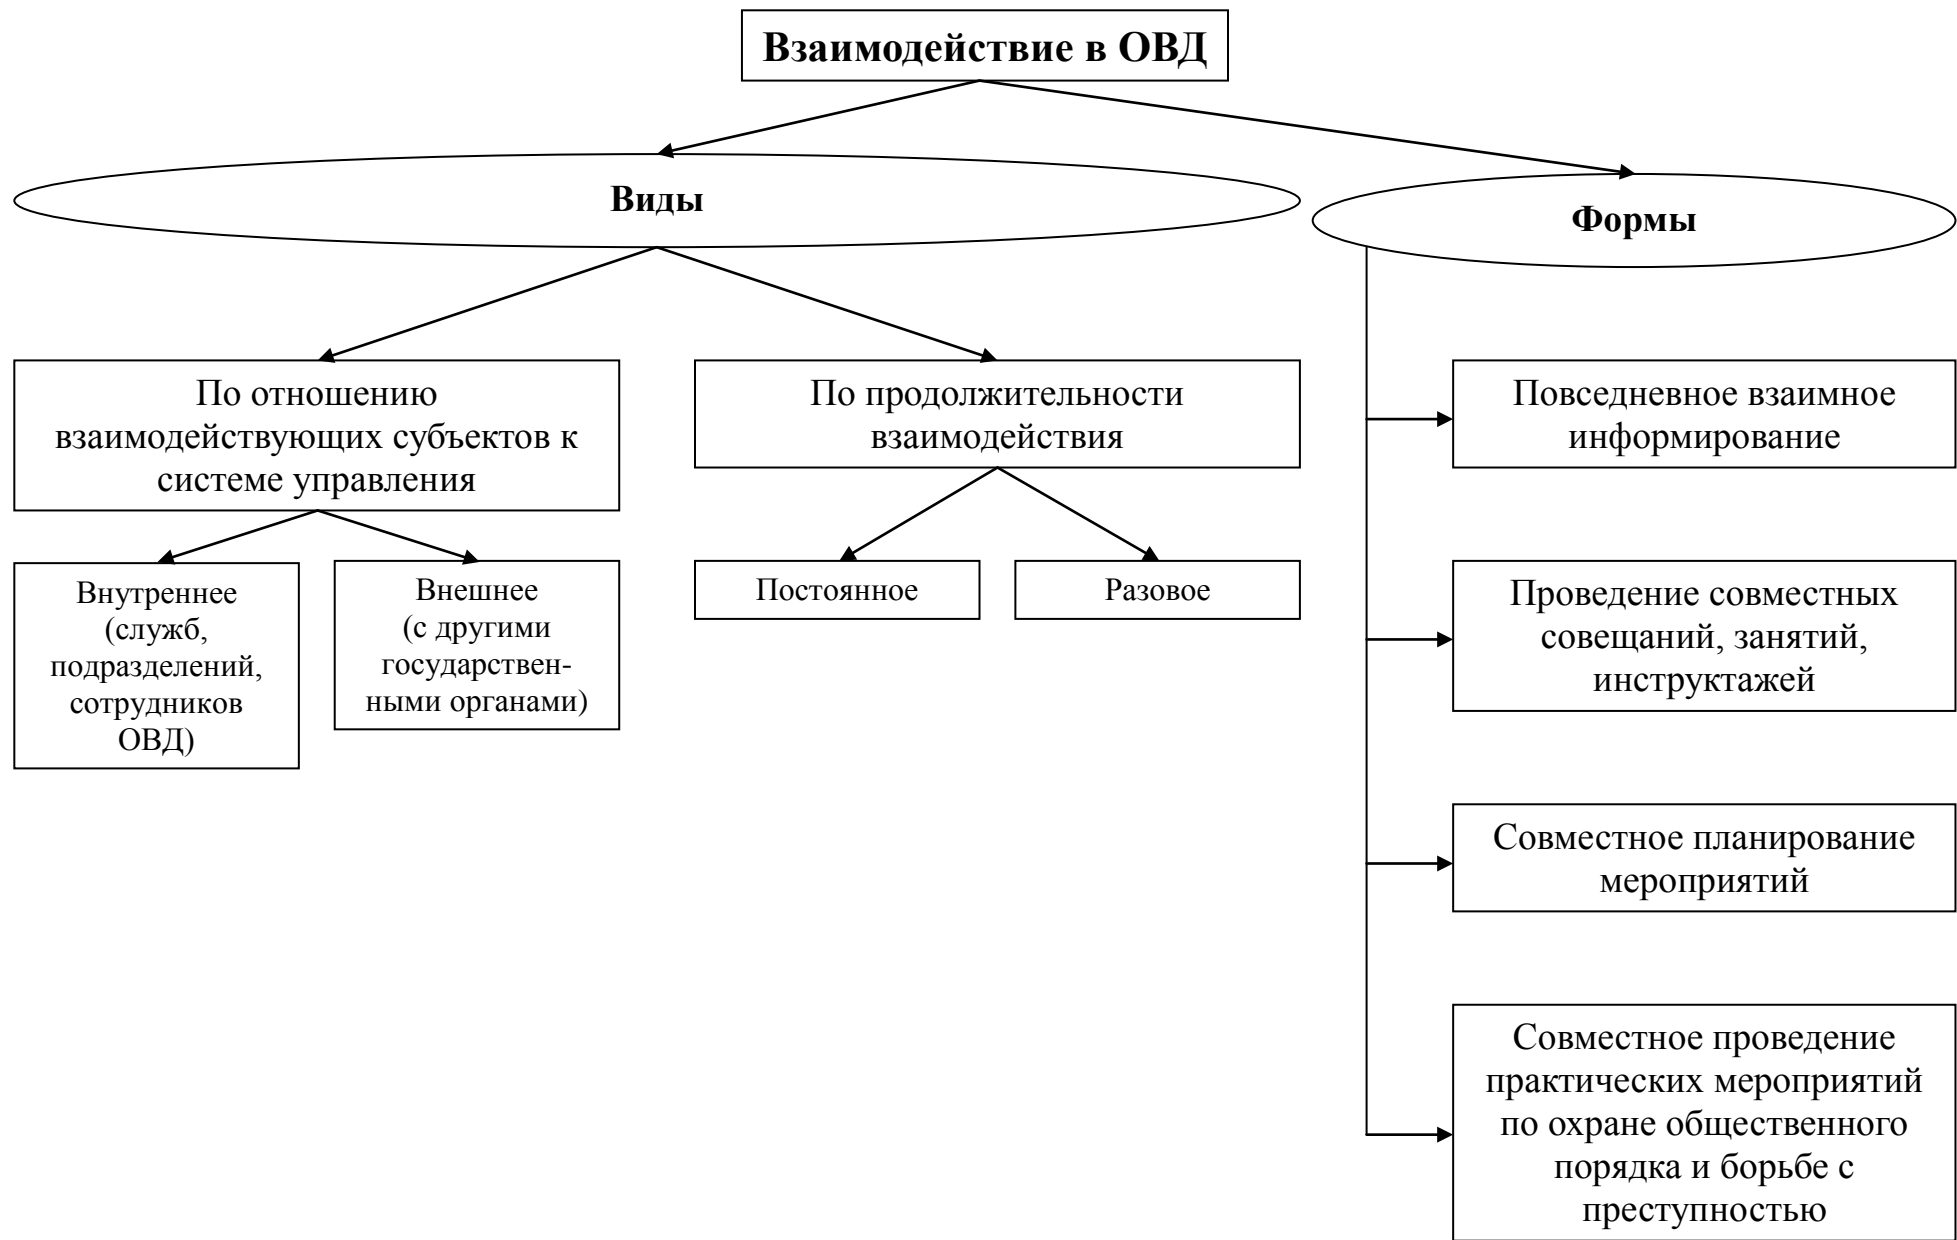 Взаимодействие в ОВД
Виды
Формы
По отношению
взаимодействующих субъектов к
системе управления
По продолжительности
взаимодействия
Повседневное взаимное
информирование
Внутреннее
(служб,
подразделений,
сотрудников
ОВД)
Внешнее
(с другими
государствен-
ными органами)
Постоянное
Разовое
Проведение совместных
совещаний, занятий,
инструктажей
Совместное планирование
мероприятий
Совместное проведение
практических мероприятий
по охране общественного
порядка и борьбе с
преступностью